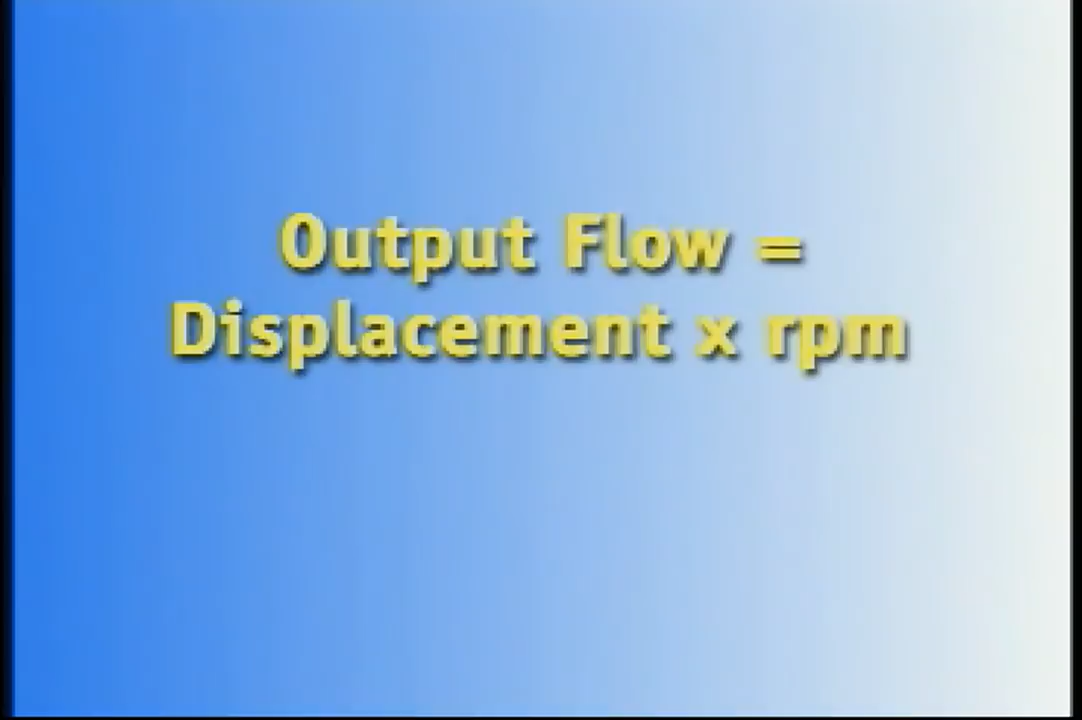 Output Flow =
Displacement x rpm